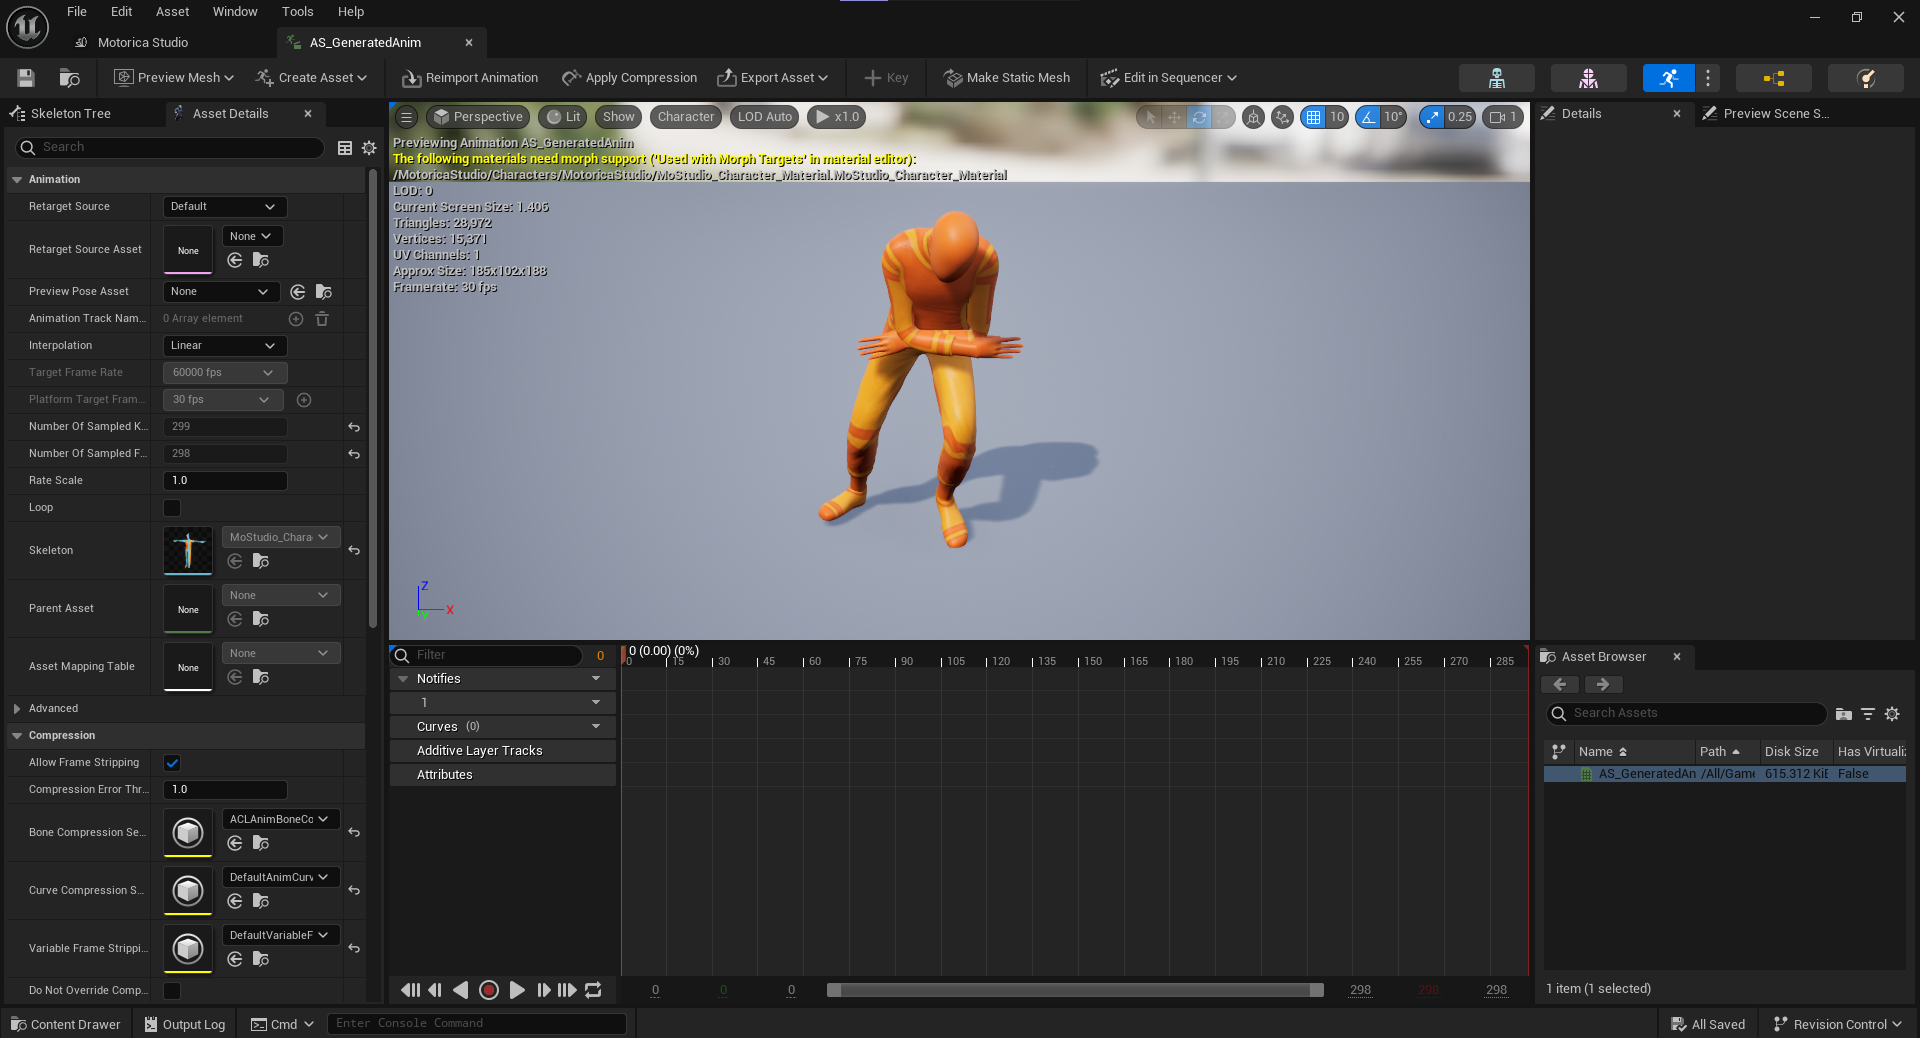 File Edit Asset Window Tools Help
Motorica Studio
AS_GeneratedAnim
Preview Mesh
Create Asset
Reimport Animation
Apply Compression
Export Asset
Key
Make Static Mesh
Edit in Sequencer
Skeleton Tree
Asset Details
Search
Animation
Retarget Source Default
Retarget Source Asset None None
Preview Pose Asset None
Animation Track Nam... 0 Array element
Interpolation Linear
Target Frame Rate 60000 fps
Platform Target Fram... 30 fps
Number Of Sampled K... 299
Number Of Sampled F... 298
Rate Scale 1.0
Loop
Skeleton MoStudio_Chara
Parent Asset None None
Asset Mapping Table None None
Advanced
Compression
Allow Frame Stripping
Compression Error Thr... 1.0
Bone Compression Se... ACLAnimBoneCo
Curve Compression S... DefaultAnimCurv
Variable Frame Strippi... DefaultVariableF
Do Not Override Comp...
Perspective Lit Show Character LOD Auto x1.0 10 10° 0.25 1
Previewing Animation AS_GeneratedAnim
The following materials need morph support ('Used with Morph Targets' in material editor):
/MotoricaStudio/Characters/MotoricaStudio/MoStudio_Character_Material.MoStudio_Character_Material
LOD: 0
Current Screen Size: 1.406
Triangles: 28,972
Vertices: 15,371
UV Channels: 1
Approx Size: 185x102x188
Framerate: 30 fps
Z
X
Filter 0
0 (0.00) (0%)
0 15 30 45 60 75 90 105 120 135 150 165 180 195 210 225 240 255 270 285
Notifies
1
Curves (0)
Additive Layer Tracks
Attributes
0 0 0 298 298 298
Details
Preview Scene S...
Asset Browser
Search Assets
Name Path Disk Size Has Virtualiz
AS_GeneratedAn /All/Game 615.312 KiB False
1 item (1 selected)
Content Drawer
Output Log
Cmd
Enter Console Command
All Saved
Revision Control